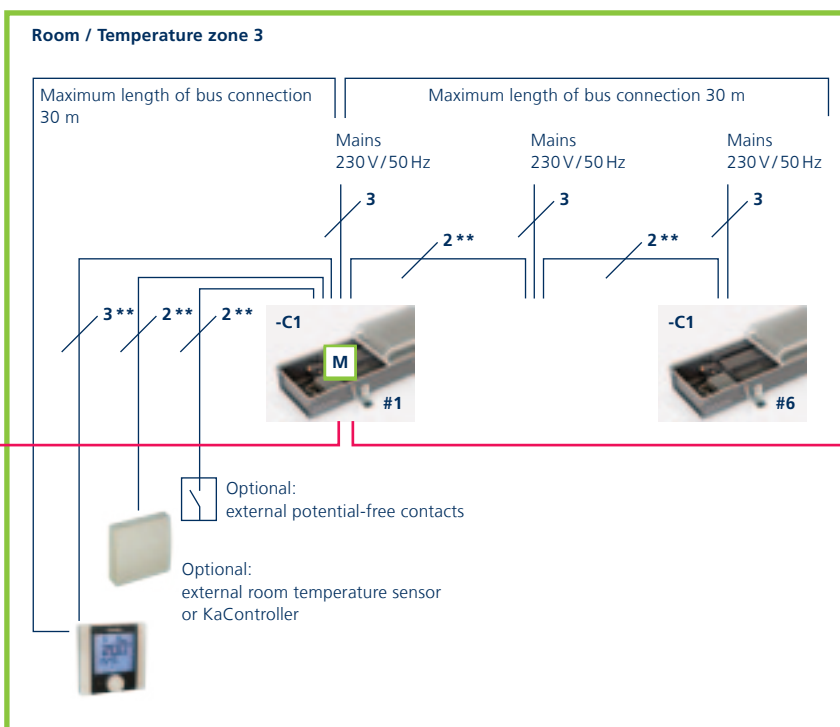 Room / Temperature zone 3
Maximum length of bus connection
30 m
Maximum length of bus connection 30 m
Mains
230 V / 50 Hz
Mains
230 V / 50 Hz
Mains
230 V / 50 Hz
3
3
3
2 **
2 **
3 **
2 **
2 **
-C1
M
#1
-C1
#6
Optional:
external potential-free contacts
Optional:
external room temperature sensor
or KaController